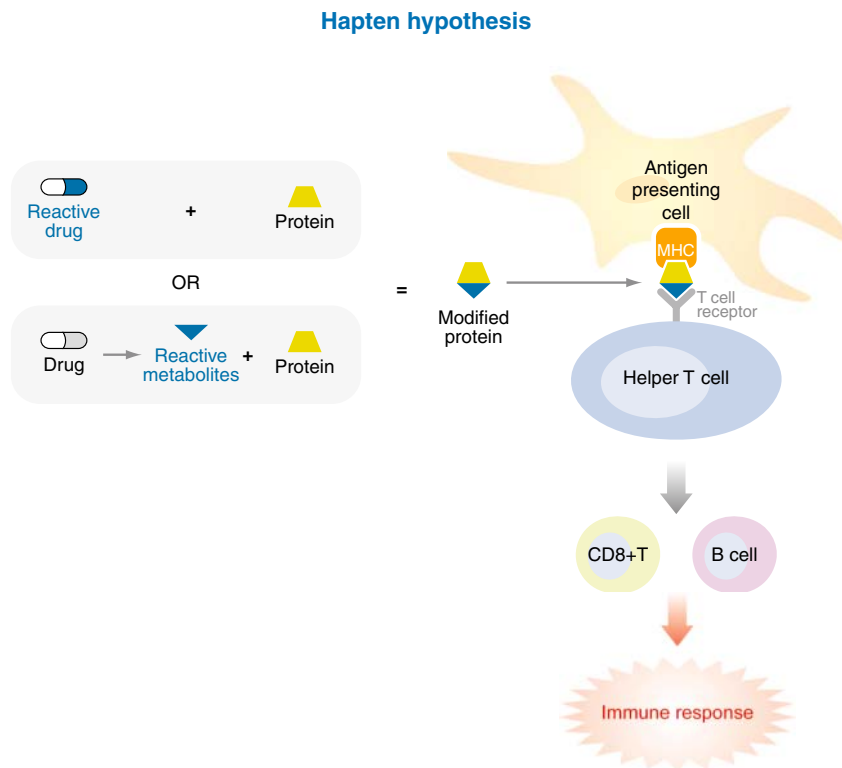 Hapten hypothesis
Reactive
drug
+
Protein
OR
Drug
Reactive
metabolites
+
Protein
=
Modified
protein
Antigen
presenting
cell
MHC
T cell
receptor
Helper T cell
CD8+T
B cell
Immune response